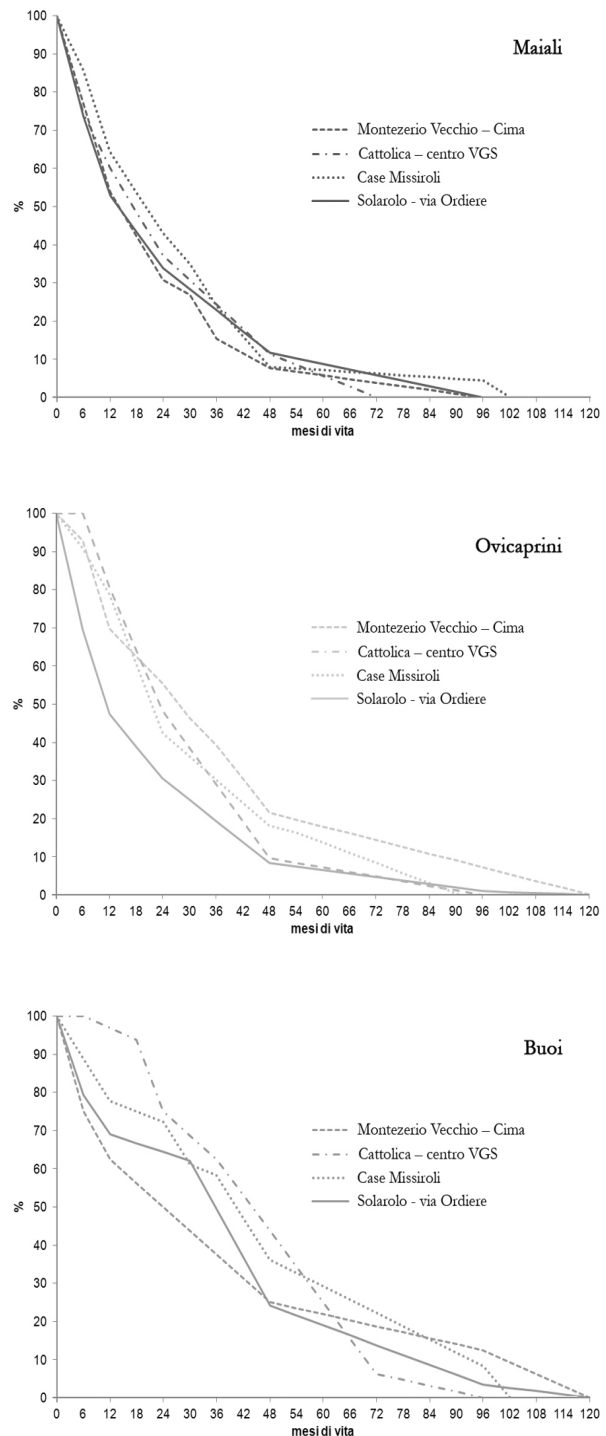 Maiali
100
90
80
70
60
50
40
30
20
10
0
%
Montezerio Vecchio – Cima
Cattolica – centro VGS
Case Missiroli
Solarolo - via Ordiere
0 6 12 18 24 30 36 42 48 54 60 66 72 78 84 90 96 102 108 114 120
mesi di vita
Ovicaprini
100
90
80
70
60
50
40
30
20
10
0
%
Montezerio Vecchio – Cima
Cattolica – centro VGS
Case Missiroli
Solarolo - via Ordiere
0 6 12 18 24 30 36 42 48 54 60 66 72 78 84 90 96 102 108 114 120
mesi di vita
Buoi
100
90
80
70
60
50
40
30
20
10
0
%
Montezerio Vecchio – Cima
Cattolica – centro VGS
Case Missiroli
Solarolo - via Ordiere
0 6 12 18 24 30 36 42 48 54 60 66 72 78 84 90 96 102 108 114 120
mesi di vita